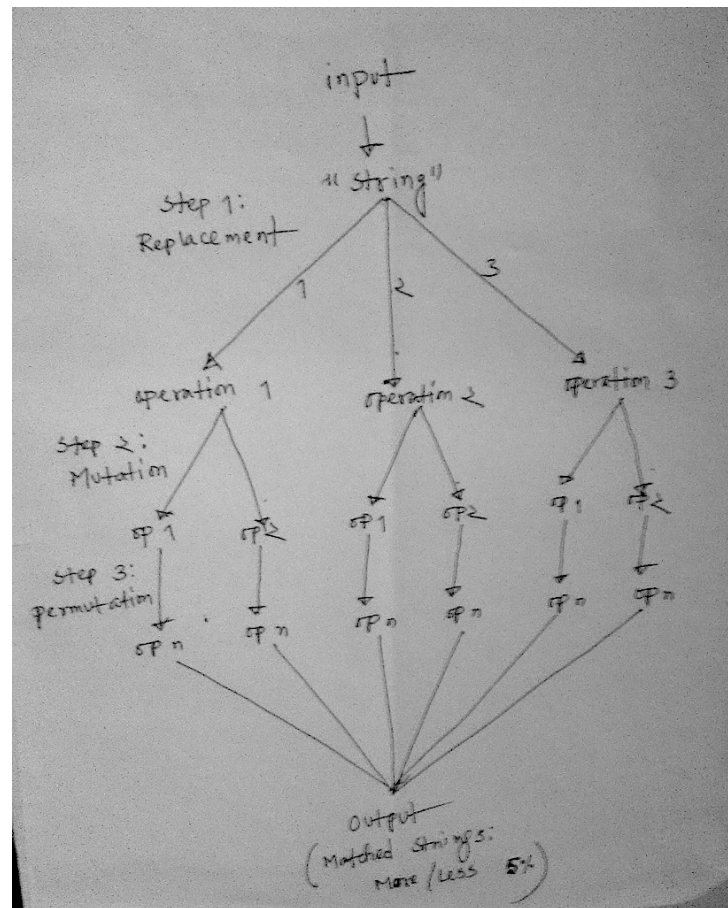 input
"String"
Step 1:
Replacement
1 2 3
operation 1 operation 2 operation 3
Step 2:
Mutation
op 1 op 2 op 1 op 2 op 1 op 2
Step 3:
permutation
op n op n op n op n op n op n
Output
(Matched Strings:
More/Less 5%)